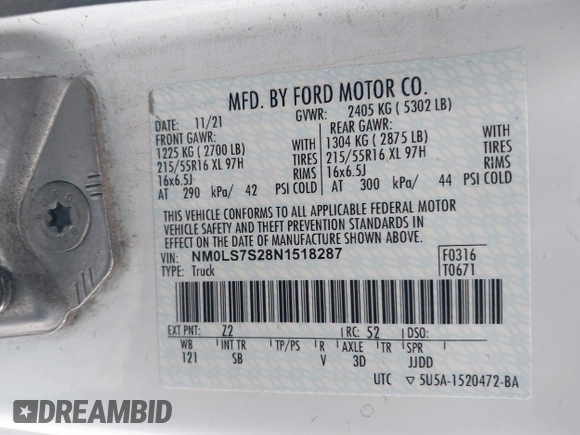 MFD. BY FORD MOTOR CO.
DATE: 11/21 GVWR: 2405 KG ( 5302 LB)
FRONT GAWR: REAR GAWR:
1225 KG ( 2700 LB) WITH 1304 KG ( 2875 LB) WITH
215/55R16 XL 97H TIRES 215/55R16 XL 97H TIRES
16x6.5J RIMS 16x6.5J RIMS
AT 290 kPa/ 42 PSI COLD AT 300 kPa/ 44 PSI COLD
THIS VEHICLE CONFORMS TO ALL APPLICABLE FEDERAL MOTOR
VEHICLE SAFETY AND THEFT PREVENTION STANDARDS IN
EFFECT ON THE DATE OF MANUFACTURE SHOWN ABOVE.
VIN: NM0LS7S28N1518287 F0316
TYPE: Truck T0671
EXT PNT: Z2 RC: 52 DSO:
WB INT TR TP/PS R AXLE TR SPR
121 SB V 3D JJDD
UTC 5U5A-1520472-BA
DREAMBID